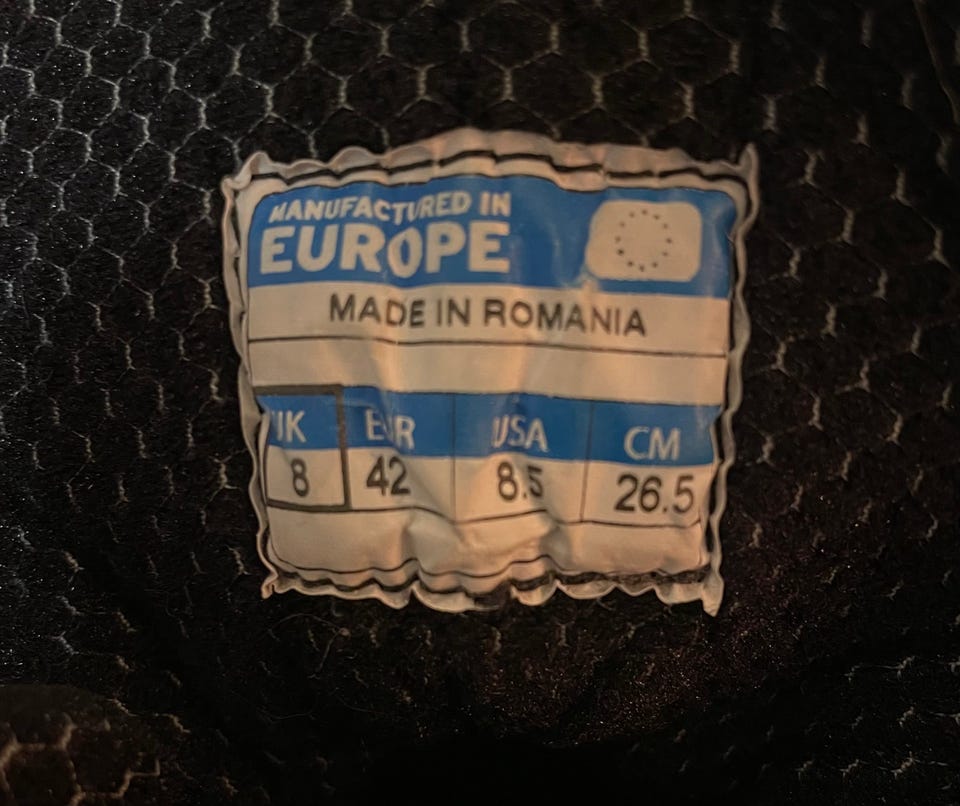 MANUFACTURED IN
EUROPE
MADE IN ROMANIA
UK EUR USA CM
8 42 8.5 26.5